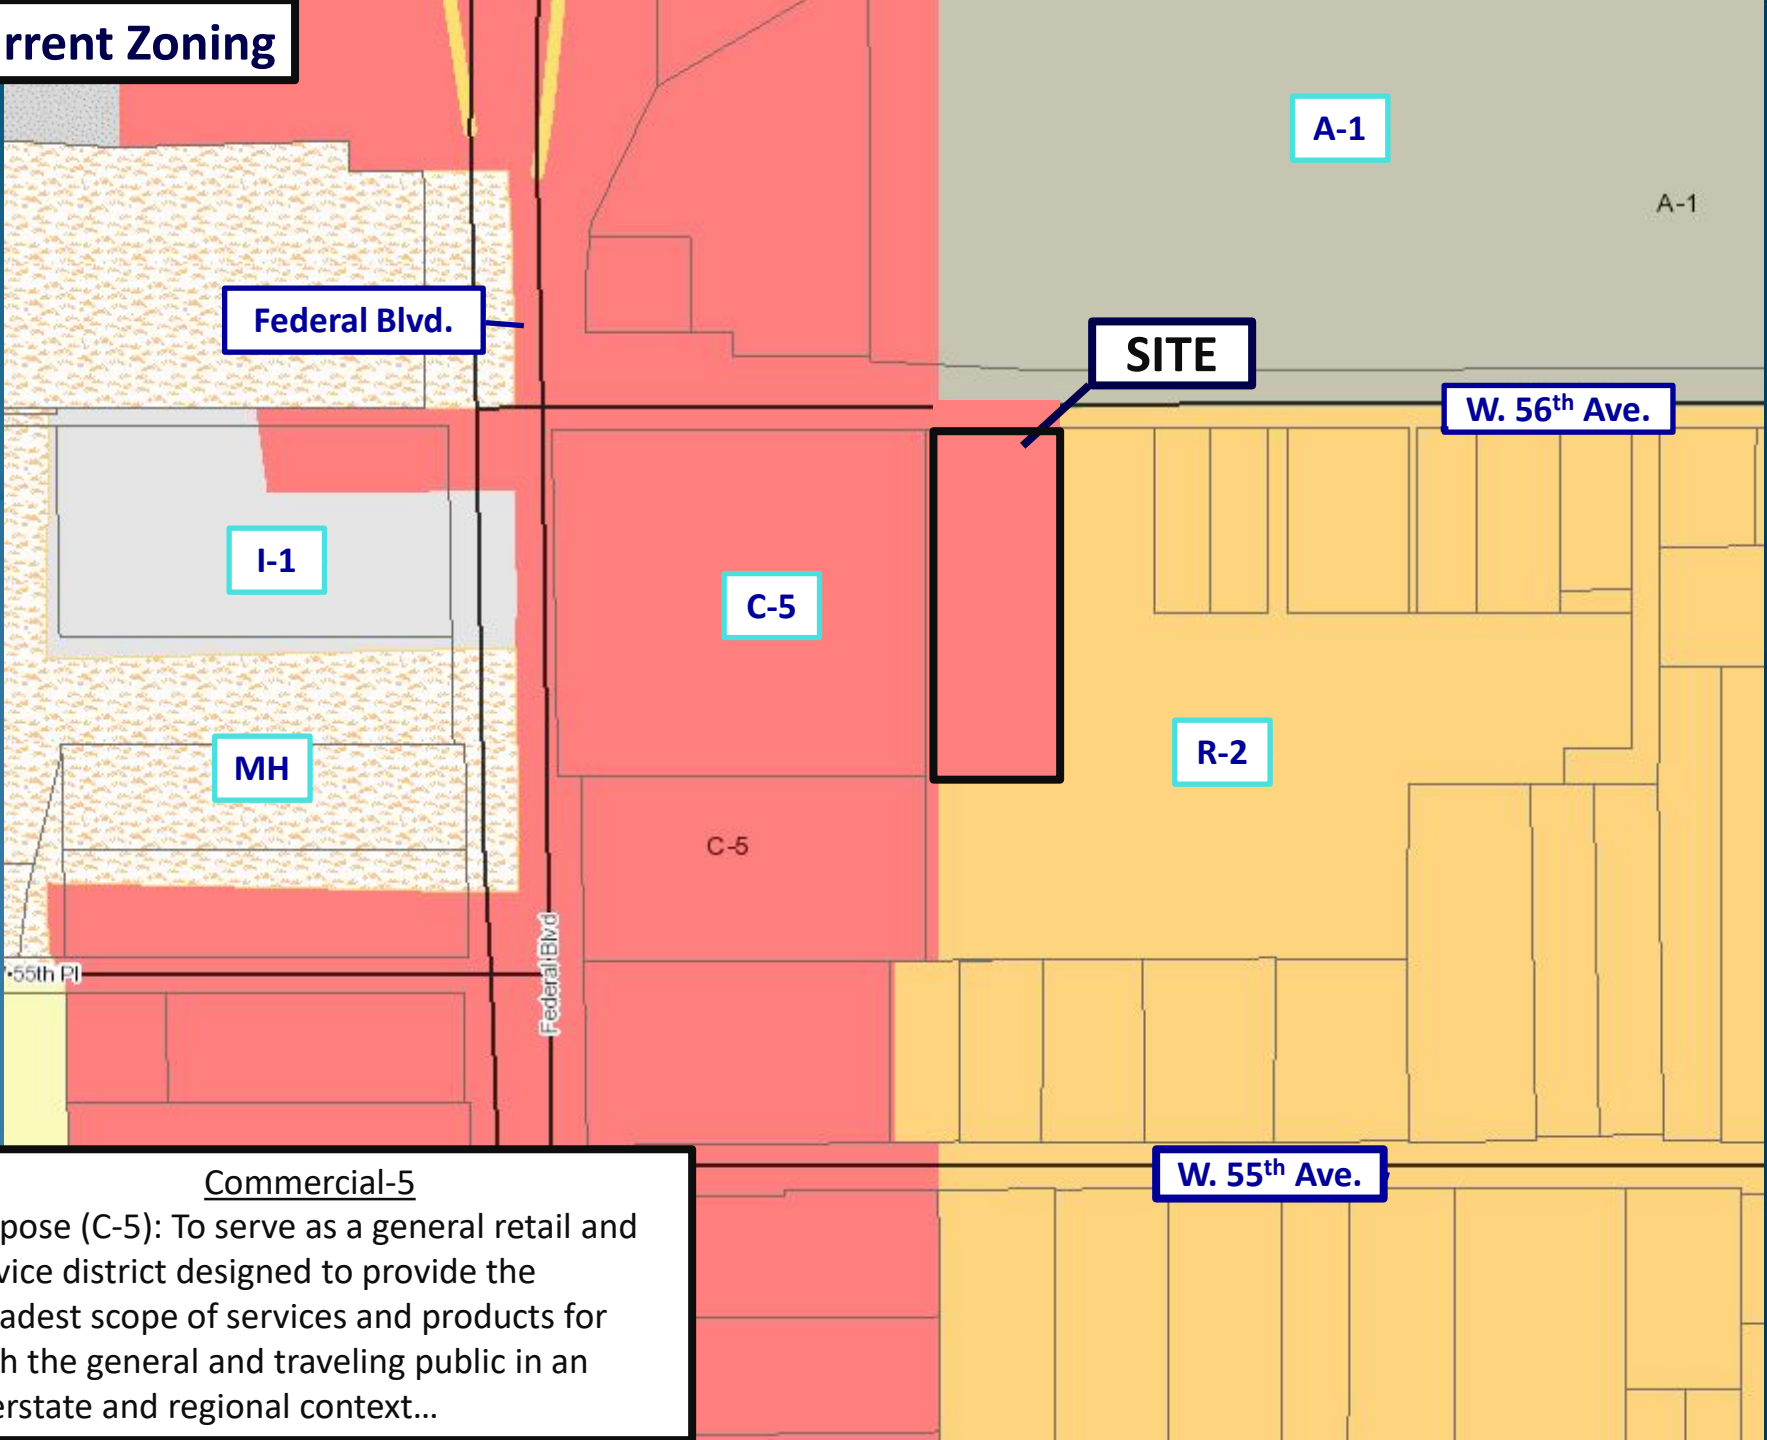 rrent Zoning
A-1
A-1
Federal Blvd.
SITE
W. 56th Ave.
I-1
C-5
MH
R-2
C-5
Federal Blvd
55th Pl
W. 55th Ave.
Commercial-5
pose (C-5): To serve as a general retail and
vice district designed to provide the
adest scope of services and products for
h the general and traveling public in an
erstate and regional context…